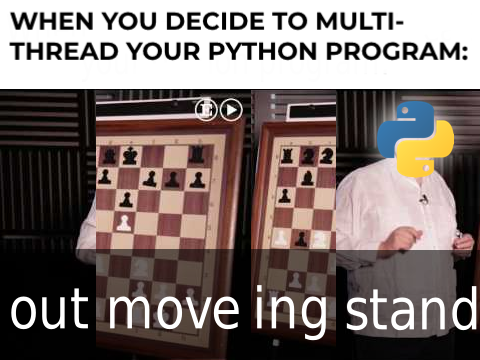 WHEN YOU DECIDE TO MULTI-
THREAD YOUR PYTHON PROGRAM:
out move ing stand